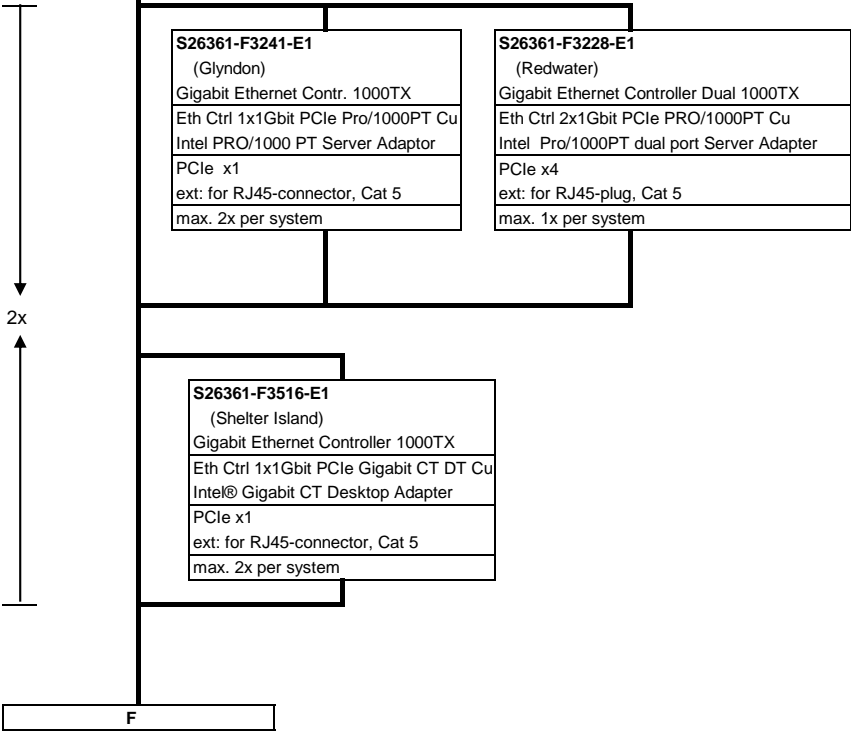 S26361-F3241-E1
(Glyndon)
Gigabit Ethernet Contr. 1000TX
Eth Ctrl 1x1Gbit PCIe Pro/1000PT Cu
Intel PRO/1000 PT Server Adaptor
PCIe x1
ext: for RJ45-connector, Cat 5
max. 2x per system
S26361-F3228-E1
(Redwater)
Gigabit Ethernet Controller Dual 1000TX
Eth Ctrl 2x1Gbit PCIe PRO/1000PT Cu
Intel Pro/1000PT dual port Server Adapter
PCIe x4
ext: for RJ45-plug, Cat 5
max. 1x per system
2x
S26361-F3516-E1
(Shelter Island)
Gigabit Ethernet Controller 1000TX
Eth Ctrl 1x1Gbit PCIe Gigabit CT DT Cu
Intel® Gigabit CT Desktop Adapter
PCIe x1
ext: for RJ45-connector, Cat 5
max. 2x per system
F